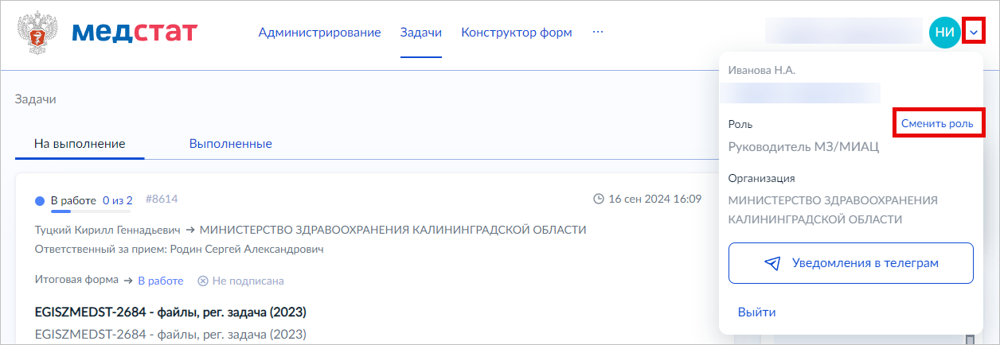 медстат
Администрирование Задачи Конструктор форм ... НИ
Иванова Н.А.
Задачи
Роль Сменить роль
Руководитель МЗ/МИАЦ
На выполнение Выполненные
Организация
МИНИСТЕРСТВО ЗДРАВООХРАНЕНИЯ
КАЛИНИНГРАДСКОЙ ОБЛАСТИ
В работе 0 из 2 #8614 16 сен 2024 16:09
Туцкий Кирилл Геннадьевич → МИНИСТЕРСТВО ЗДРАВООХРАНЕНИЯ КАЛИНИНГРАДСКОЙ ОБЛАСТИ
Ответственный за прием: Родин Сергей Александрович
Уведомления в телеграм
Итоговая форма → В работе Не подписана
EGISZMEDST-2684 - файлы, рег. задача (2023)
Выйти
EGISZMEDST-2684 - файлы, рег. задача (2023)